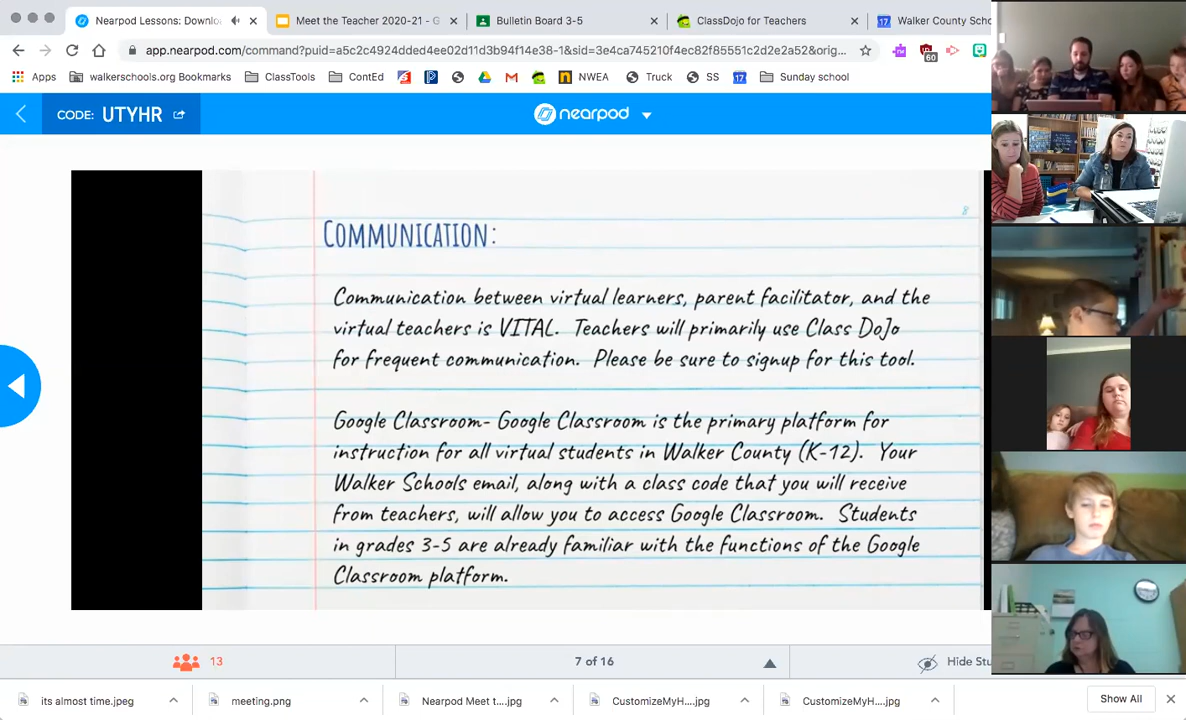 Nearpod Lessons: Downlo
Meet the Teacher 2020-21 - G
Bulletin Board 3-5
ClassDojo for Teachers
Walker County Sch
app.nearpod.com/command?puid=a5c2c4924dded4ee02d11d3b94f14e38-1&sid=3e4ca745210f4ec82f85551c2d2e2a52&orig...
60
Apps
walkerschools.org Bookmarks
ClassTools
ContEd
NWEA
Truck
SS
Sunday school
CODE: UTYHR
nearpod
8
COMMUNICATION:
Communication between virtual learners, parent facilitator, and the
virtual teachers is VITAL. Teachers will primarily use Class DoJo
for frequent communication. Please be sure to signup for this tool.
Google Classroom- Google Classroom is the primary platform for
instruction for all virtual students in Walker County (K-12). Your
Walker Schools email, along with a class code that you will receive
from teachers, will allow you to access Google Classroom. Students
in grades 3-5 are already familiar with the functions of the Google
Classroom platform.
13
7 of 16
Hide Stu
its almost time.jpeg
meeting.png
Nearpod Meet t....jpg
CustomizeMyH....jpg
CustomizeMyH....jpg
Show All